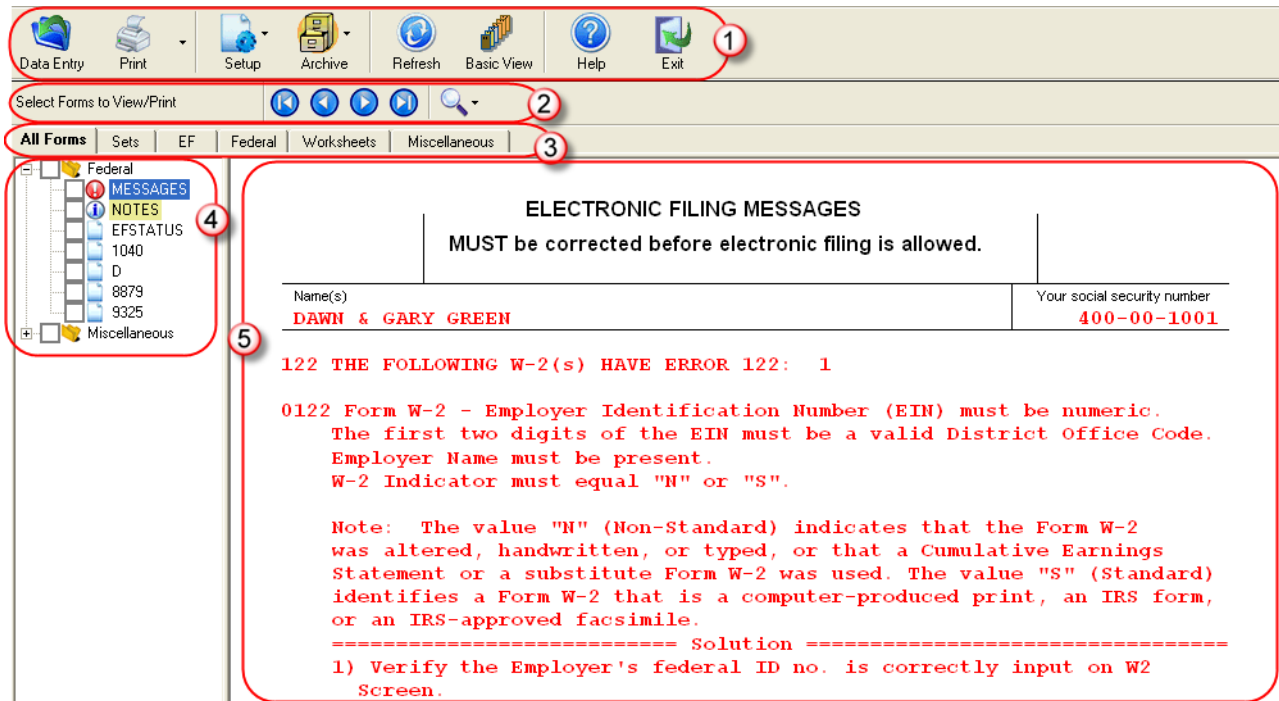 Data Entry Print Setup Archive Refresh Basic View Help Exit 1
Select Forms to View/Print 2
All Forms Sets EF Federal Worksheets Miscellaneous 3
Federal
MESSAGES
NOTES
EFSTATUS
1040
D
8879
9325
Miscellaneous
4
5
ELECTRONIC FILING MESSAGES
MUST be corrected before electronic filing is allowed.
Name(s) Your social security number
DAWN & GARY GREEN 400-00-1001
122 THE FOLLOWING W-2(s) HAVE ERROR 122: 1
0122 Form W-2 - Employer Identification Number (EIN) must be numeric.
The first two digits of the EIN must be a valid District Office Code.
Employer Name must be present.
W-2 Indicator must equal "N" or "S".
Note: The value "N" (Non-Standard) indicates that the Form W-2
was altered, handwritten, or typed, or that a Cumulative Earnings
Statement or a substitute Form W-2 was used. The value "S" (Standard)
identifies a Form W-2 that is a computer-produced print, an IRS form,
or an IRS-approved facsimile.
=========================== Solution =================================
1) Verify the Employer's federal ID no. is correctly input on W2
Screen.